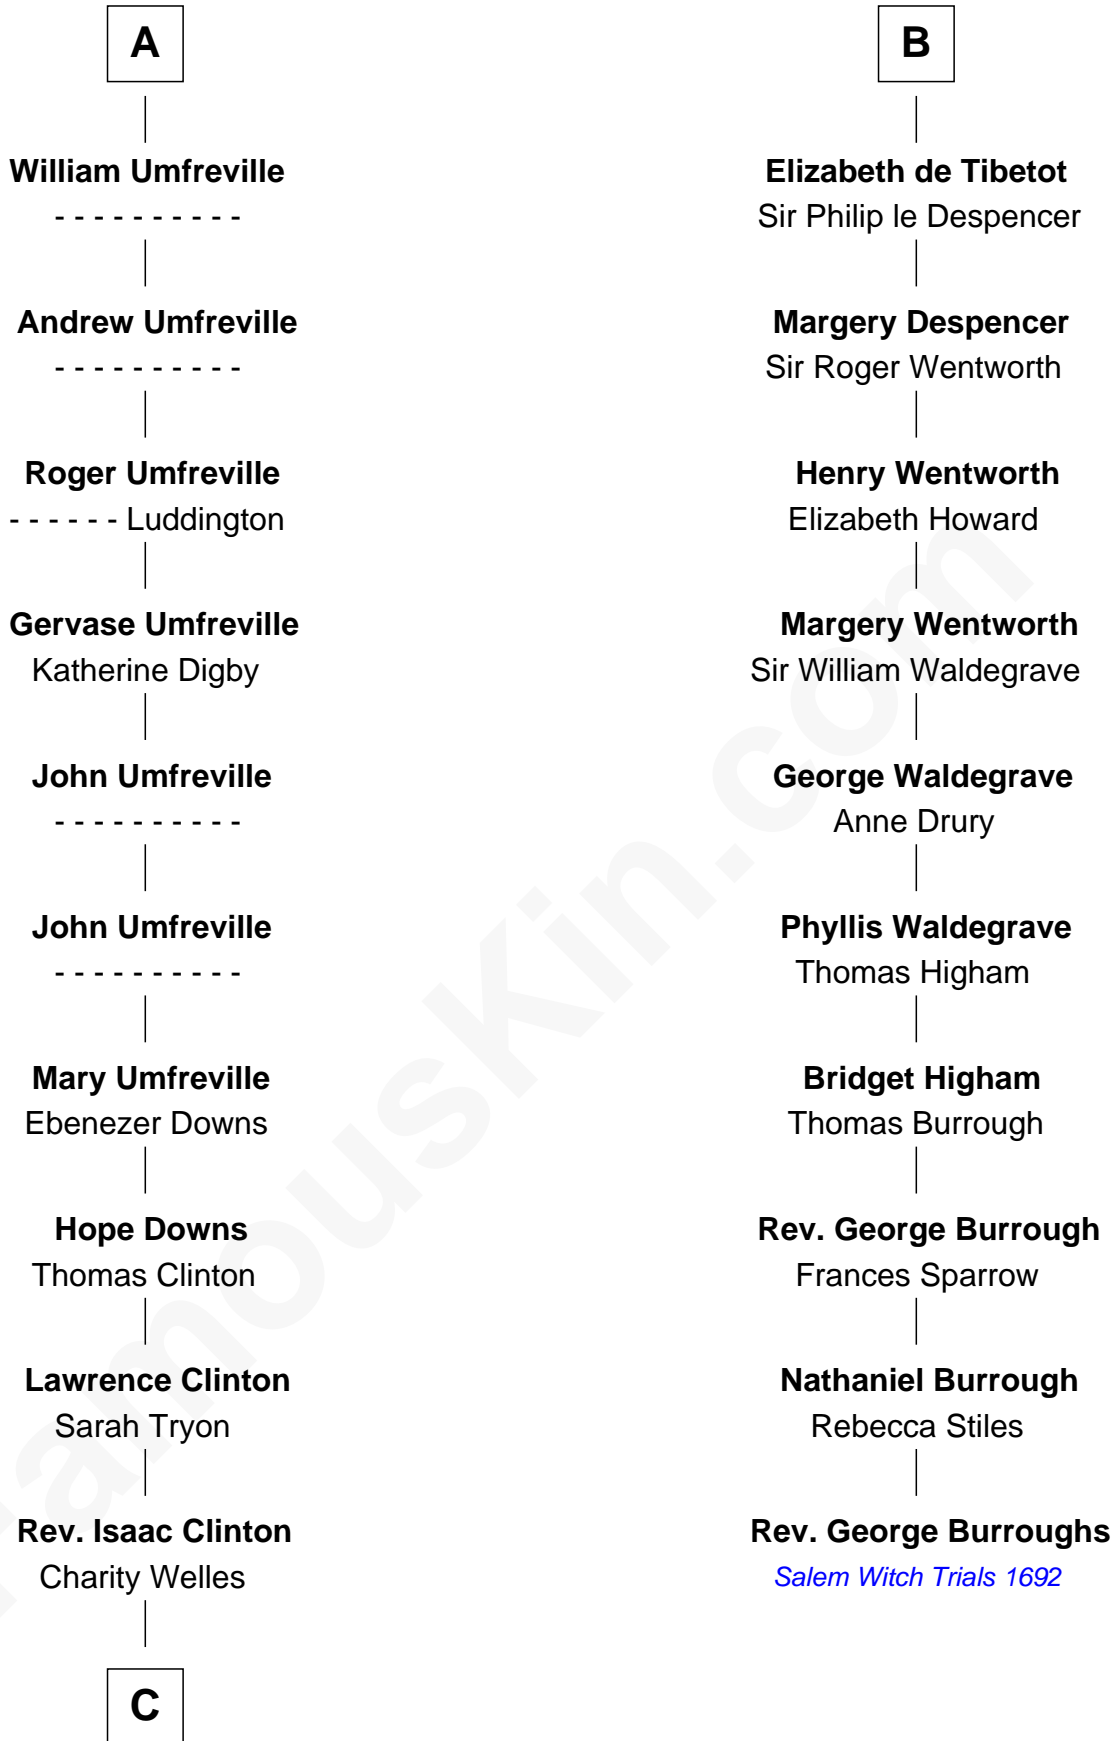 A
William Umfreville
- - - - - - - - - -
Andrew Umfreville
- - - - - - - - - -
Roger Umfreville
- - - - - - Luddington
Gervase Umfreville
Katherine Digby
John Umfreville
- - - - - - - - - -
John Umfreville
- - - - - - - - - -
Mary Umfreville
Ebenezer Downs
Hope Downs
Thomas Clinton
Lawrence Clinton
Sarah Tryon
Rev. Isaac Clinton
Charity Welles
C
B
Elizabeth de Tibetot
Sir Philip le Despencer
Margery Despencer
Sir Roger Wentworth
Henry Wentworth
Elizabeth Howard
Margery Wentworth
Sir William Waldegrave
George Waldegrave
Anne Drury
Phyllis Waldegrave
Thomas Higham
Bridget Higham
Thomas Burrough
Rev. George Burrough
Frances Sparrow
Nathaniel Burrough
Rebecca Stiles
Rev. George Burroughs
Salem Witch Trials 1692
FamousKin.com